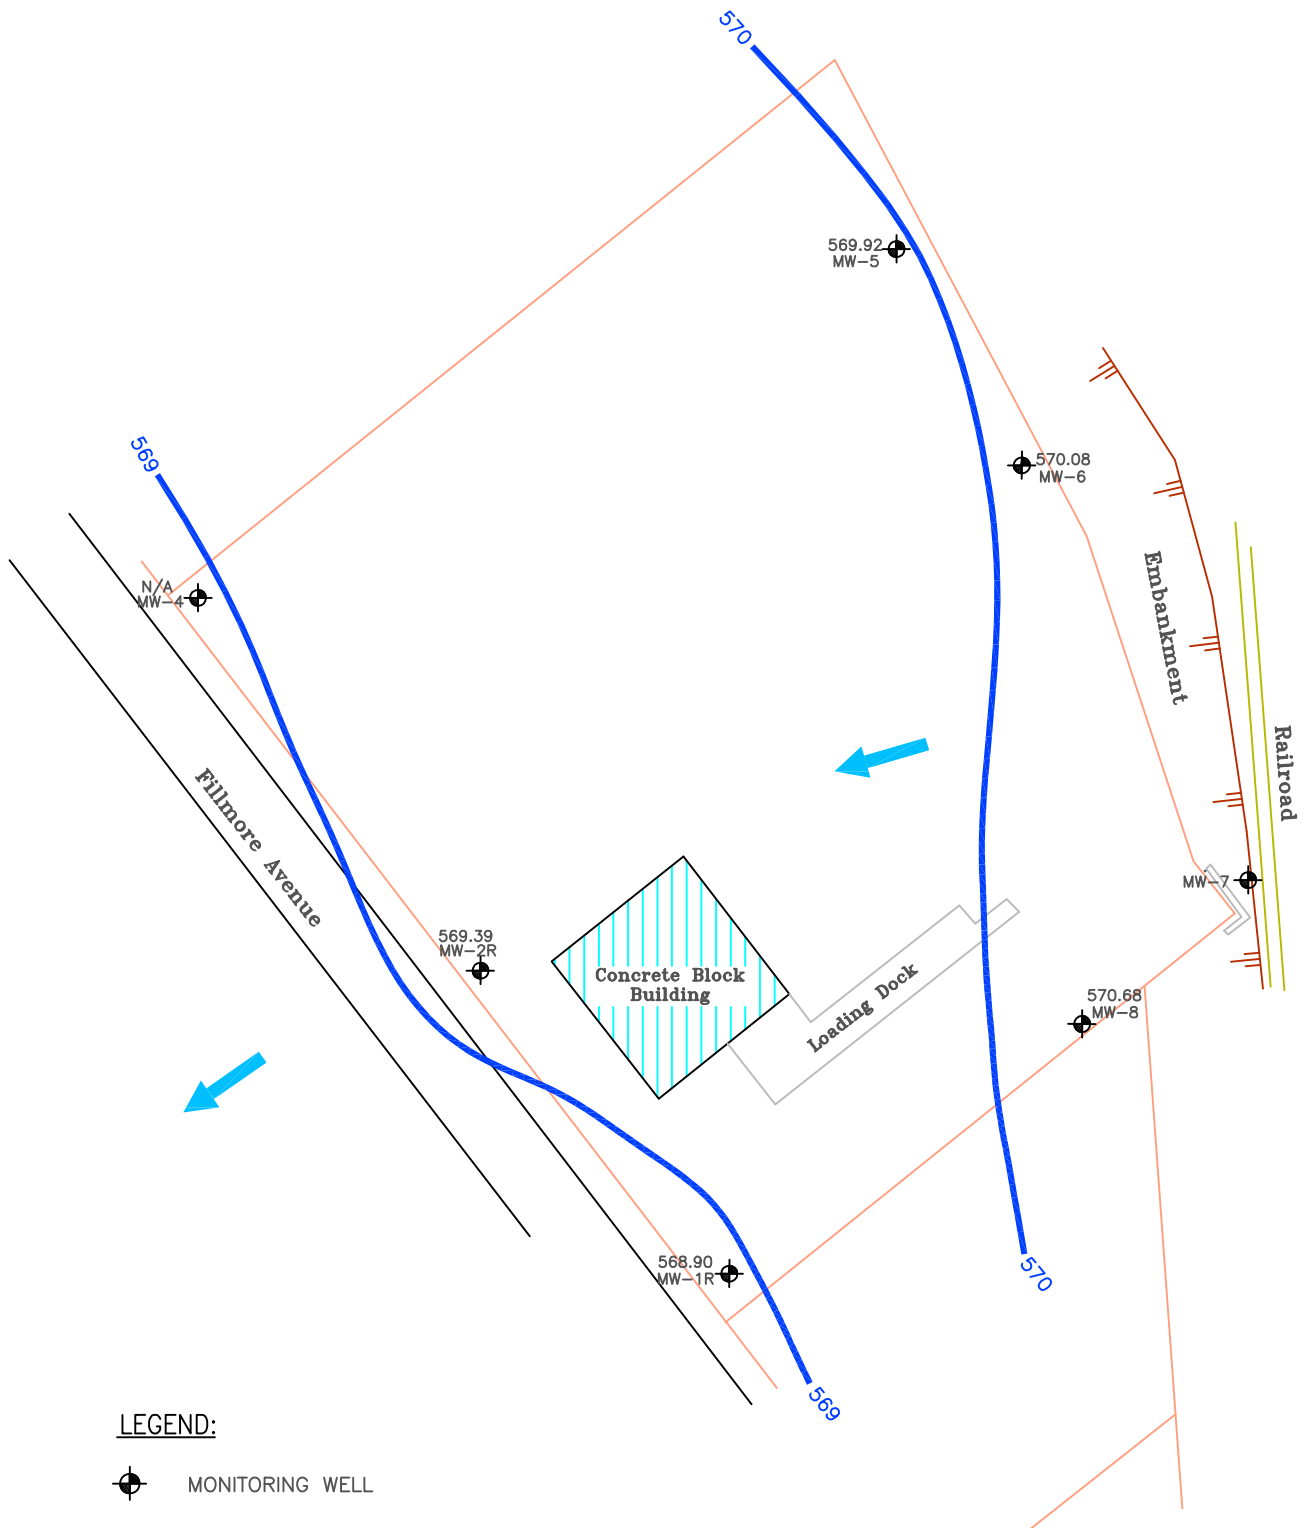 570
569.92
MW-5
569
570.08
MW-6
N/A
MW-4
Embankment
Railroad
Fillmore Avenue
MW-7
569.39
MW-2R
Concrete Block
Building
Loading Dock
570.68
MW-8
568.90
MW-1R
570
569
LEGEND:
MONITORING WELL